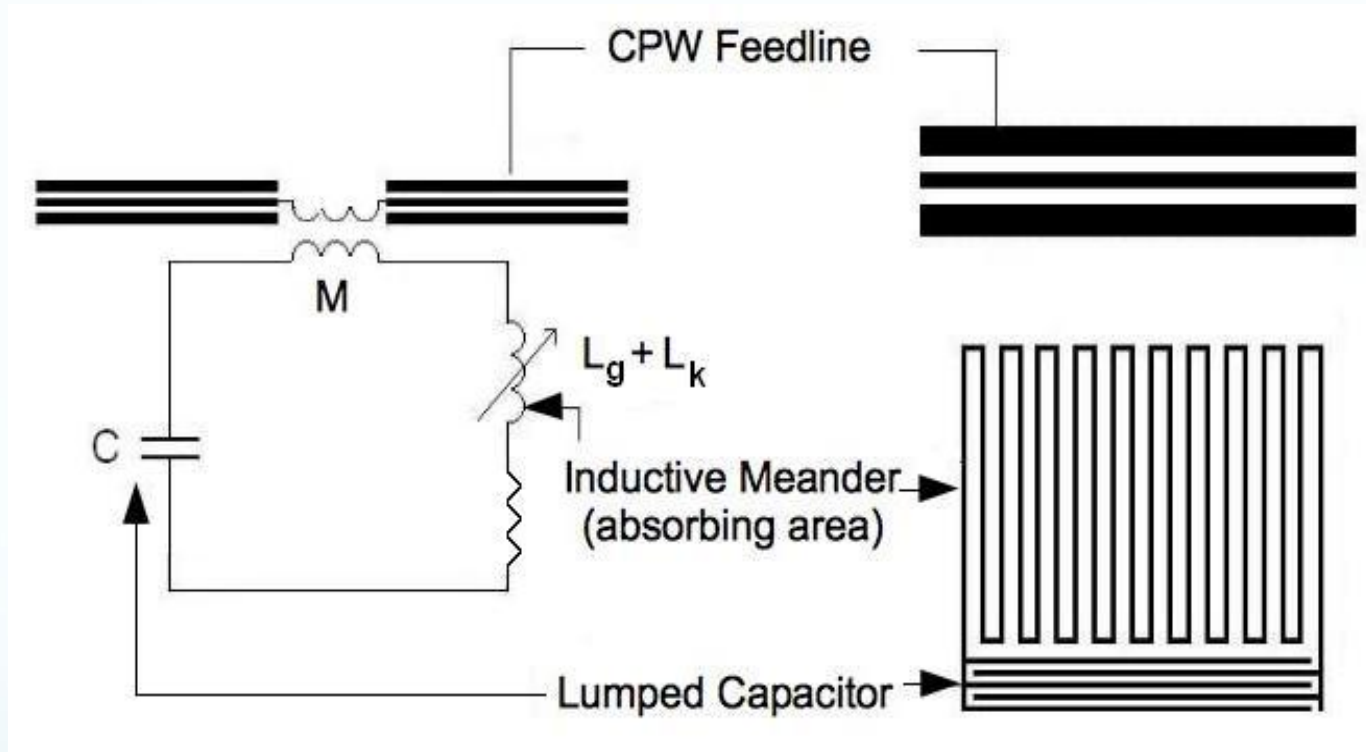 CPW Feedline
M
Lg + Lk
C
Inductive Meander
(absorbing area)
Lumped Capacitor